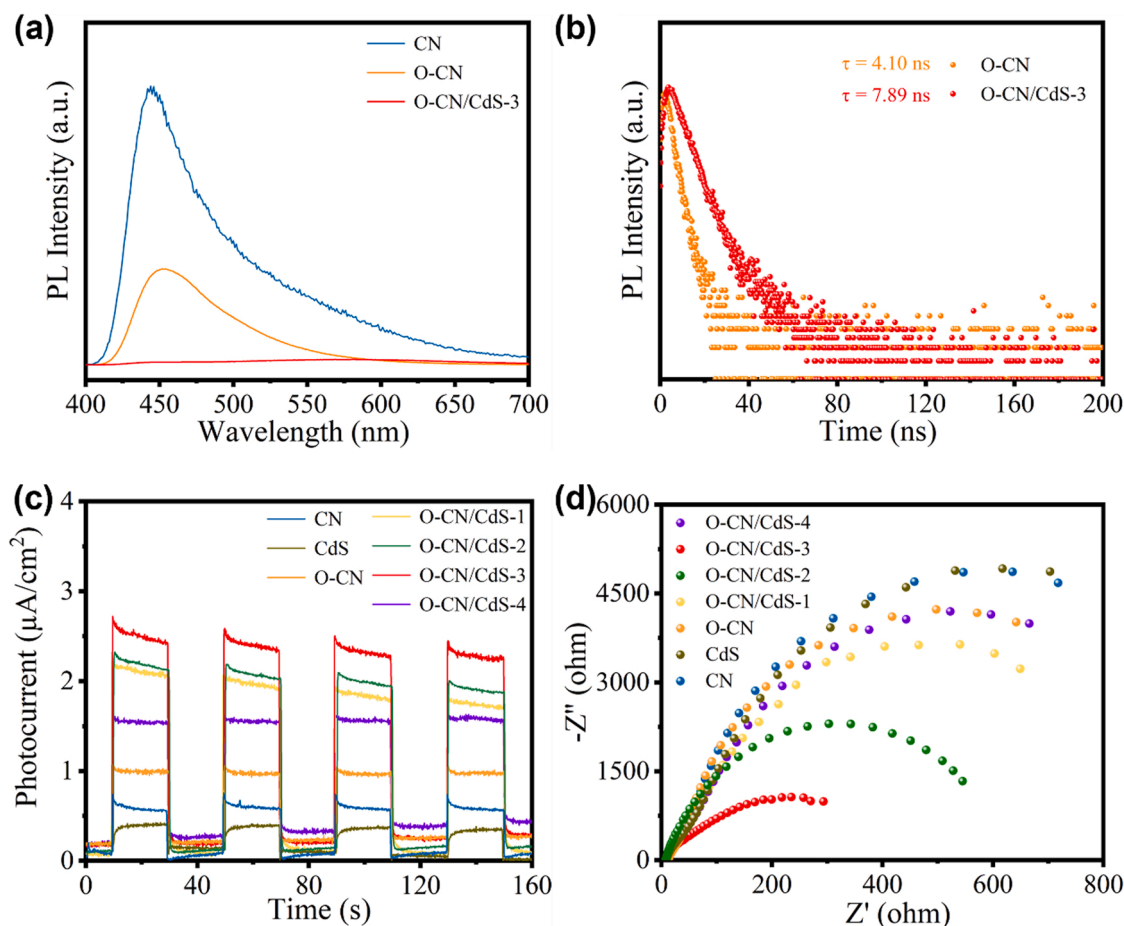 (a)
CN
O-CN
O-CN/CdS-3
PL Intensity (a.u.)
400 450 500 550 600 650 700
Wavelength (nm)
(b)
τ = 4.10 ns O-CN
τ = 7.89 ns O-CN/CdS-3
PL Intensity (a.u.)
0 40 80 120 160 200
Time (ns)
(c)
CN
CdS
O-CN
O-CN/CdS-1
O-CN/CdS-2
O-CN/CdS-3
O-CN/CdS-4
Photocurrent (μA/cm²)
4
3
2
1
0
0 40 80 120 160
Time (s)
(d)
O-CN/CdS-4
O-CN/CdS-3
O-CN/CdS-2
O-CN/CdS-1
O-CN
CdS
CN
-Z" (ohm)
6000
4500
3000
1500
0
0 200 400 600 800
Z' (ohm)